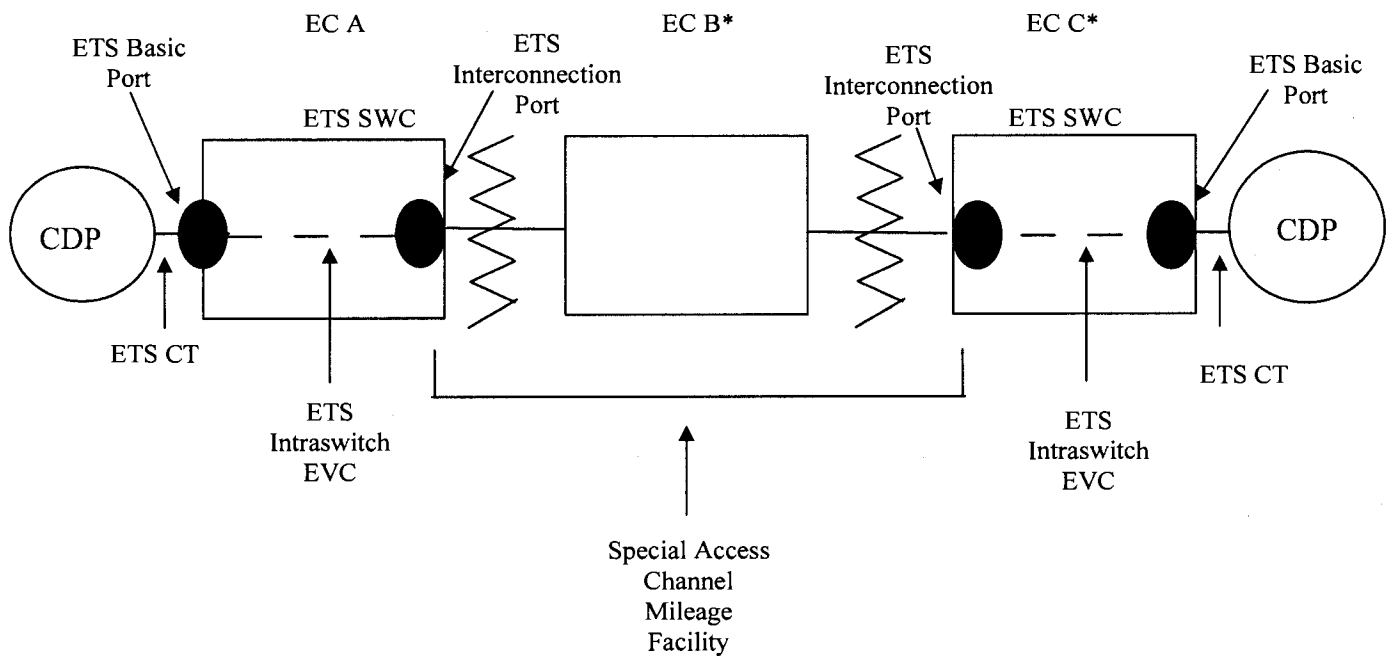 EC A
EC B*
EC C*
ETS Basic
Port
ETS
Interconnection
Port
ETS
Interconnection
Port
ETS Basic
Port
ETS SWC
ETS SWC
CDP
CDP
ETS CT
ETS CT
ETS
Intraswitch
EVC
ETS
Intraswitch
EVC
Special Access
Channel
Mileage
Facility